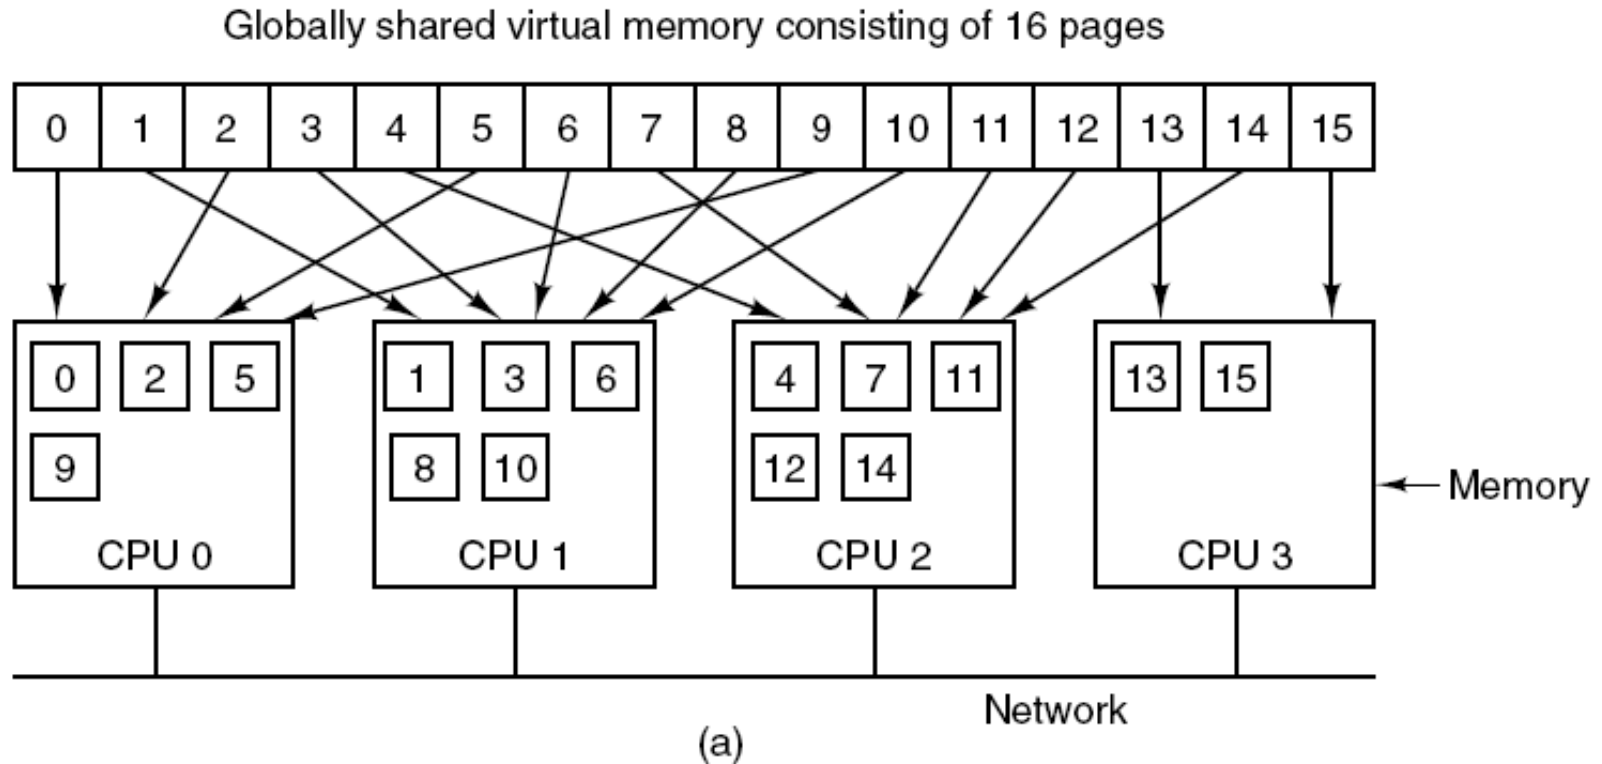 Globally shared virtual memory consisting of 16 pages
0 1 2 3 4 5 6 7 8 9 10 11 12 13 14 15
0 2 5
9
CPU 0
1 3 6
8 10
CPU 1
4 7 11
12 14
CPU 2
13 15
CPU 3
Memory
Network
(a)